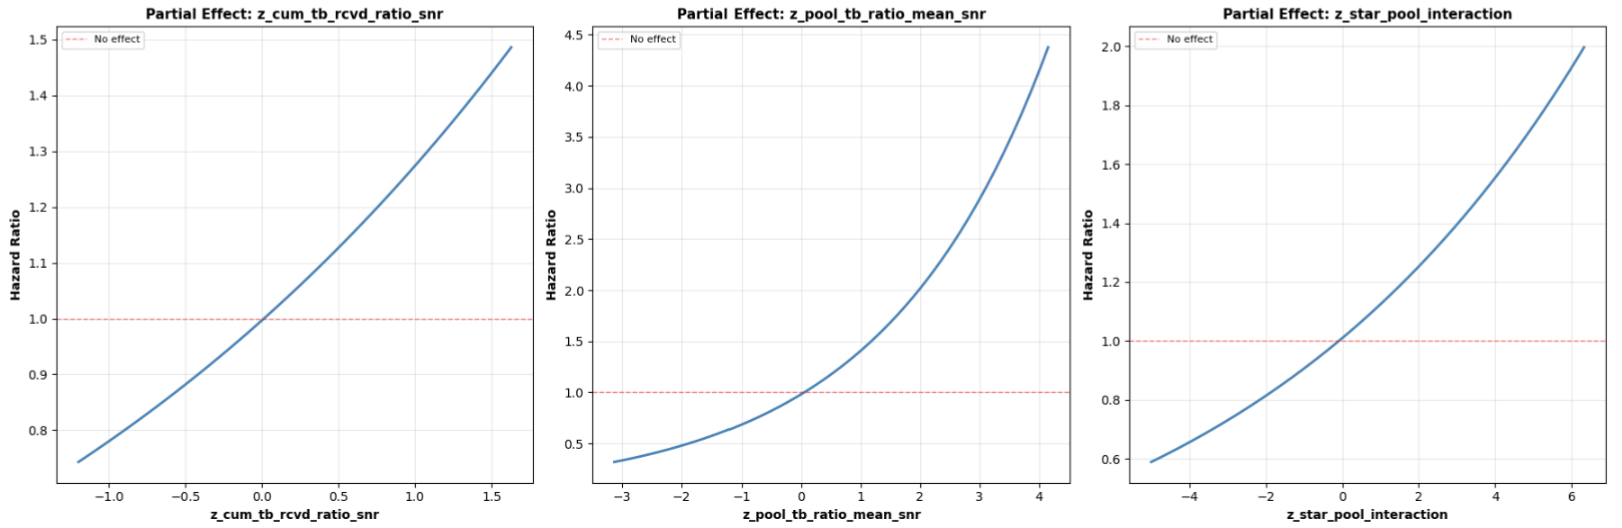 Partial Effect: z_cum_tb_rcvd_ratio_snr
No effect
1.5
1.4
1.3
1.2
1.1
1.0
0.9
0.8
Hazard Ratio
−1.0 −0.5 0.0 0.5 1.0 1.5
z_cum_tb_rcvd_ratio_snr
Partial Effect: z_pool_tb_ratio_mean_snr
No effect
4.5
4.0
3.5
3.0
2.5
2.0
1.5
1.0
0.5
Hazard Ratio
−3 −2 −1 0 1 2 3 4
z_pool_tb_ratio_mean_snr
Partial Effect: z_star_pool_interaction
No effect
2.0
1.8
1.6
1.4
1.2
1.0
0.8
0.6
Hazard Ratio
−4 −2 0 2 4 6
z_star_pool_interaction